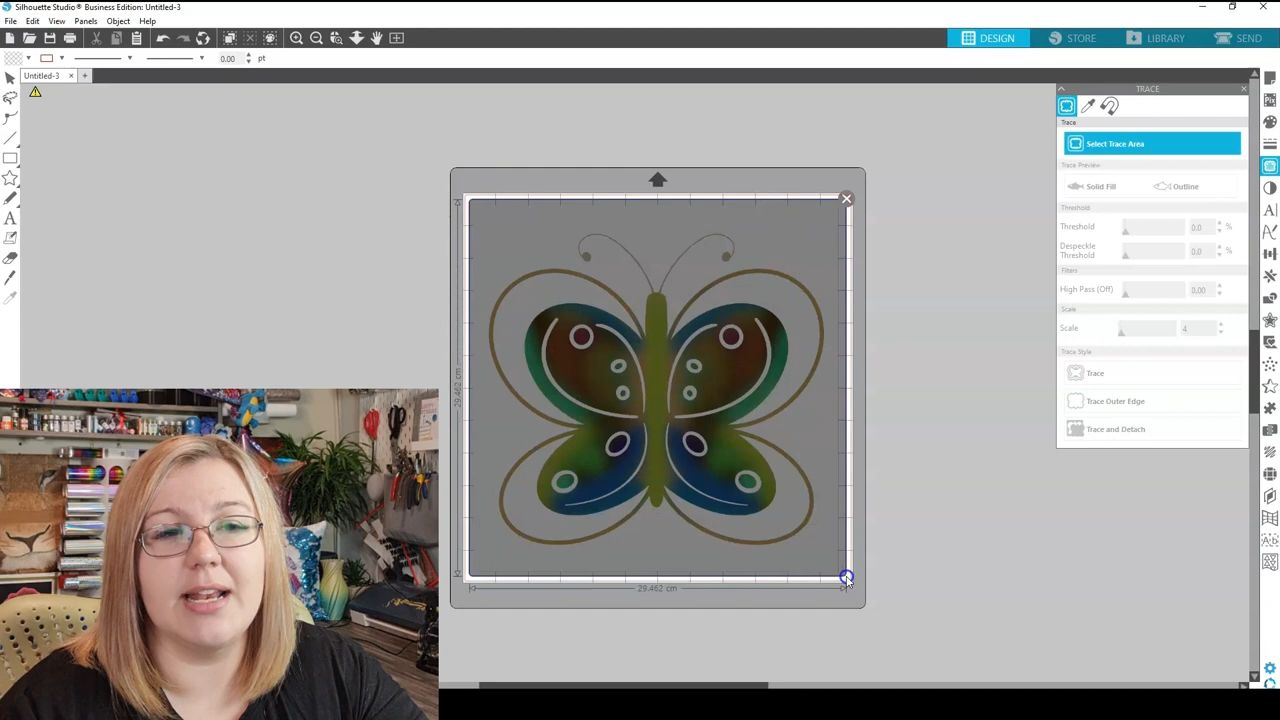 Silhouette Studio® Business Edition: Untitled-3
File Edit View Panels Object Help
DESIGN STORE LIBRARY SEND
0.00 pt
Untitled-3
TRACE
Trace
Select Trace Area
Trace Preview
Solid Fill Outline
Threshold
Threshold 0.0 %
Despeckle
Threshold 0.0 %
Filters
High Pass (Off) 0.00
Scale
Scale 4
Trace Style
Trace
Trace Outer Edge
Trace and Detach
29.462 cm
29.462 cm